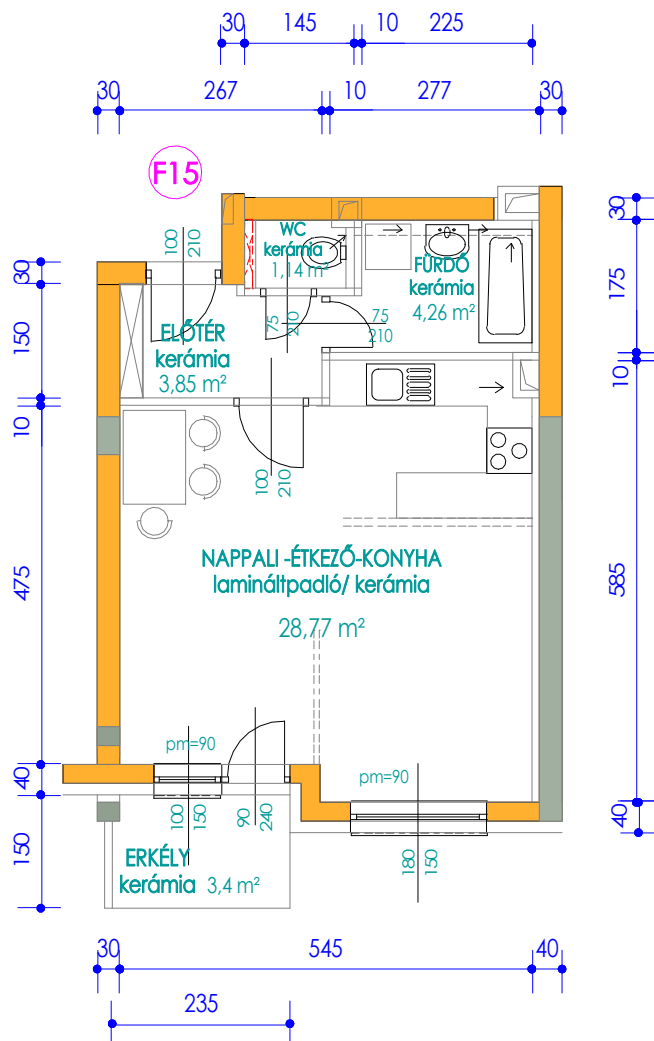 30 145 10 225
30 267 10 277 30
F15
WC
kerámia
1,14 m²
FÜRDŐ
kerámia
4,26 m²
100
210
75
210
75
210
ELŐTÉR
kerámia
3,85 m²
100
210
NAPPALI -ÉTKEZŐ-KONYHA
lamináltpadló/ kerámia
28,77 m²
pm=90
pm=90
100
150
90
240
180
150
ERKÉLY
kerámia 3,4 m²
30
150
10
475
40
150
30
175
10
585
40
30 545 40
235